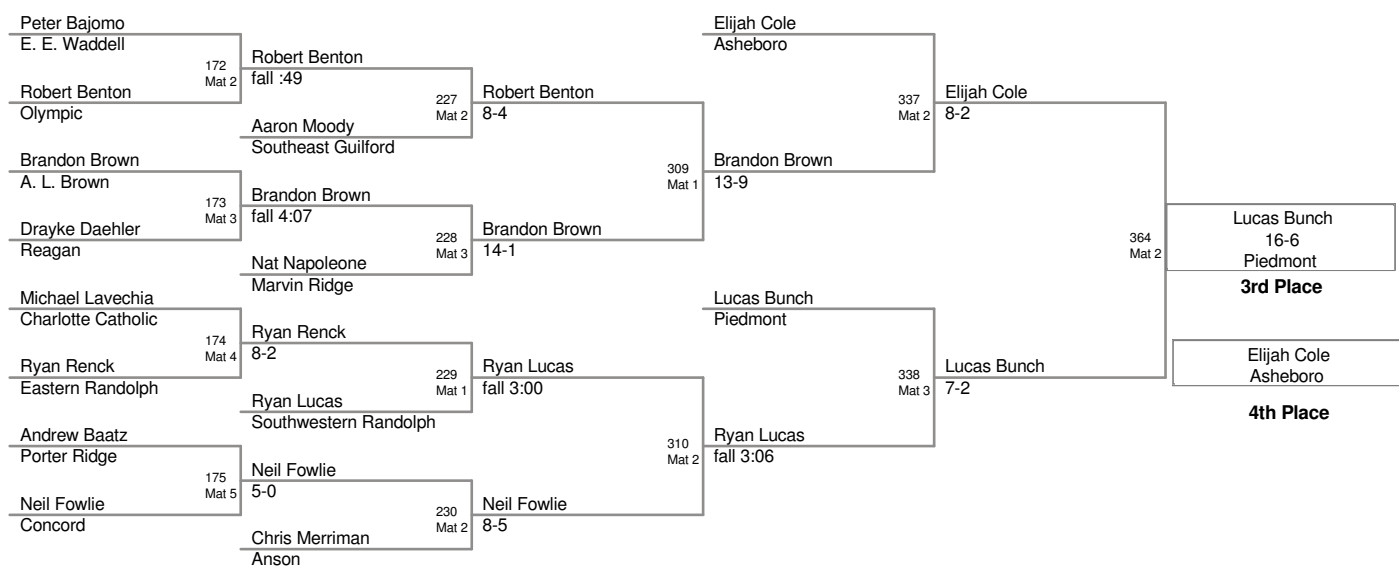 Peter Bajomo
E. E. Waddell
172
Mat 2
Robert Benton
Olympic
Robert Benton
fall :49
227
Mat 2
Aaron Moody
Southeast Guilford
Robert Benton
8-4
Brandon Brown
A. L. Brown
173
Mat 3
Drayke Daehler
Reagan
Brandon Brown
fall 4:07
228
Mat 3
Nat Napoleone
Marvin Ridge
Brandon Brown
14-1
309
Mat 1
Elijah Cole
Asheboro
337
Mat 2
Brandon Brown
13-9
Elijah Cole
8-2
Michael Lavechia
Charlotte Catholic
174
Mat 4
Ryan Renck
Eastern Randolph
Ryan Renck
8-2
229
Mat 1
Ryan Lucas
Southwestern Randolph
Ryan Lucas
fall 3:00
Andrew Baatz
Porter Ridge
175
Mat 5
Neil Fowlie
Concord
Neil Fowlie
5-0
230
Mat 2
Chris Merriman
Anson
Neil Fowlie
8-5
310
Mat 2
Lucas Bunch
Piedmont
338
Mat 3
Ryan Lucas
fall 3:06
Lucas Bunch
7-2
364
Mat 2
Lucas Bunch
16-6
Piedmont
3rd Place
Elijah Cole
Asheboro
4th Place